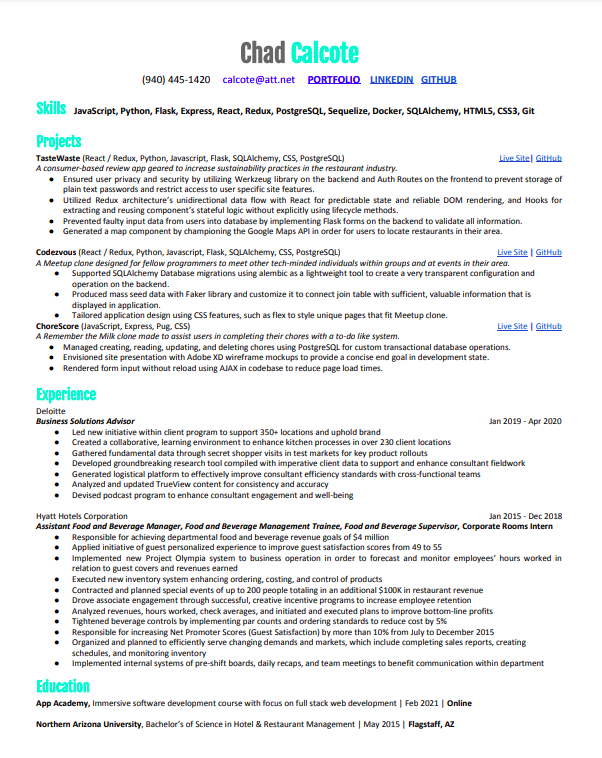 Chad Calcote
(940) 445-1420 calcote@att.net PORTFOLIO LINKEDIN GITHUB
Skills JavaScript, Python, Flask, Express, React, Redux, PostgreSQL, Sequelize, Docker, SQLAlchemy, HTML5, CSS3, Git
Projects
TasteWaste (React / Redux, Python, Javascript, Flask, SQLAlchemy, CSS, PostgreSQL) Live Site | GitHub
A consumer-based review app geared to increase sustainability practices in the restaurant industry.
● Ensured user privacy and security by utilizing Werkzeug library on the backend and Auth Routes on the frontend to prevent storage of
plain text passwords and restrict access to user specific site features.
● Utilized Redux architecture's unidirectional data flow with React for predictable state and reliable DOM rendering, and Hooks for
extracting and reusing component's stateful logic without explicitly using lifecycle methods.
● Prevented faulty input data from users into database by implementing Flask forms on the backend to validate all information.
● Generated a map component by championing the Google Maps API in order for users to locate restaurants in their area.
Codezvous (React / Redux, Python, Javascript, Flask, SQLAlchemy, CSS, PostgreSQL) Live Site | GitHub
A Meetup clone designed for fellow programmers to meet other tech-minded individuals within groups and at events in their area.
● Supported SQLAlchemy Database migrations using alembic as a lightweight tool to create a very transparent configuration and
operation on the backend.
● Produced mass seed data with Faker library and customize it to connect join table with sufficient, valuable information that is
displayed in application.
● Tailored application design using CSS features, such as flex to style unique pages that fit Meetup clone.
ChoreScore (JavaScript, Express, Pug, CSS) Live Site | GitHub
A Remember the Milk clone made to assist users in completing their chores with a to-do like system.
● Managed creating, reading, updating, and deleting chores using PostgreSQL for custom transactional database operations.
● Envisioned site presentation with Adobe XD wireframe mockups to provide a concise end goal in development state.
● Rendered form input without reload using AJAX in codebase to reduce page load times.
Experience
Deloitte
Business Solutions Advisor Jan 2019 - Apr 2020
● Led new initiative within client program to support 350+ locations and uphold brand
● Created a collaborative, learning environment to enhance kitchen processes in over 230 client locations
● Gathered fundamental data through secret shopper visits in test markets for key product rollouts
● Developed groundbreaking research tool compiled with imperative client data to support and enhance consultant fieldwork
● Generated logistical platform to effectively improve consultant efficiency standards with cross-functional teams
● Analyzed and updated TrueView content for consistency and accuracy
● Devised podcast program to enhance consultant engagement and well-being
Hyatt Hotels Corporation Jan 2015 - Dec 2018
Assistant Food and Beverage Manager, Food and Beverage Management Trainee, Food and Beverage Supervisor, Corporate Rooms Intern
● Responsible for achieving departmental food and beverage revenue goals of $4 million
● Applied initiative of guest personalized experience to improve guest satisfaction scores from 49 to 55
● Implemented new Project Olympia system to business operation in order to forecast and monitor employees' hours worked in
relation to guest covers and revenues earned
● Executed new inventory system enhancing ordering, costing, and control of products
● Contracted and planned special events of up to 200 people totaling in an additional $100K in restaurant revenue
● Drove associate engagement through successful, creative incentive programs to increase employee retention
● Analyzed revenues, hours worked, check averages, and initiated and executed plans to improve bottom-line profits
● Tightened beverage controls by implementing par counts and ordering standards to reduce cost by 5%
● Responsible for increasing Net Promoter Scores (Guest Satisfaction) by more than 10% from July to December 2015
● Organized and planned to efficiently serve changing demands and markets, which include completing sales reports, creating
schedules, and monitoring inventory
● Implemented internal systems of pre-shift boards, daily recaps, and team meetings to benefit communication within department
Education
App Academy, Immersive software development course with focus on full stack web development | Feb 2021 | Online
Northern Arizona University, Bachelor's of Science in Hotel & Restaurant Management | May 2015 | Flagstaff, AZ